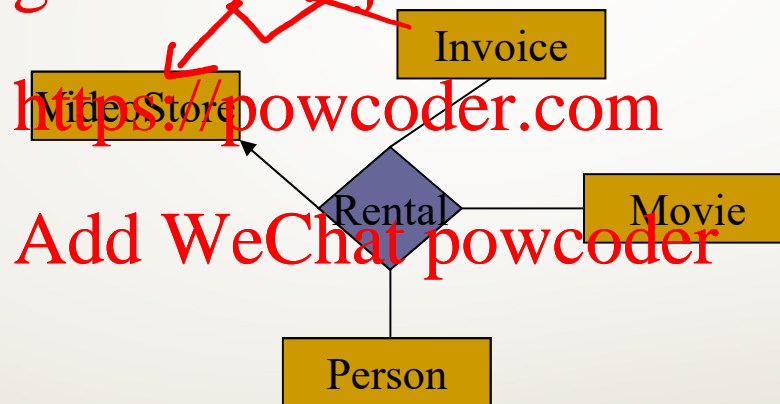 Invoice
VideoStore
https://powcoder.com
Rental
Movie
Add WeChat powcoder
Person